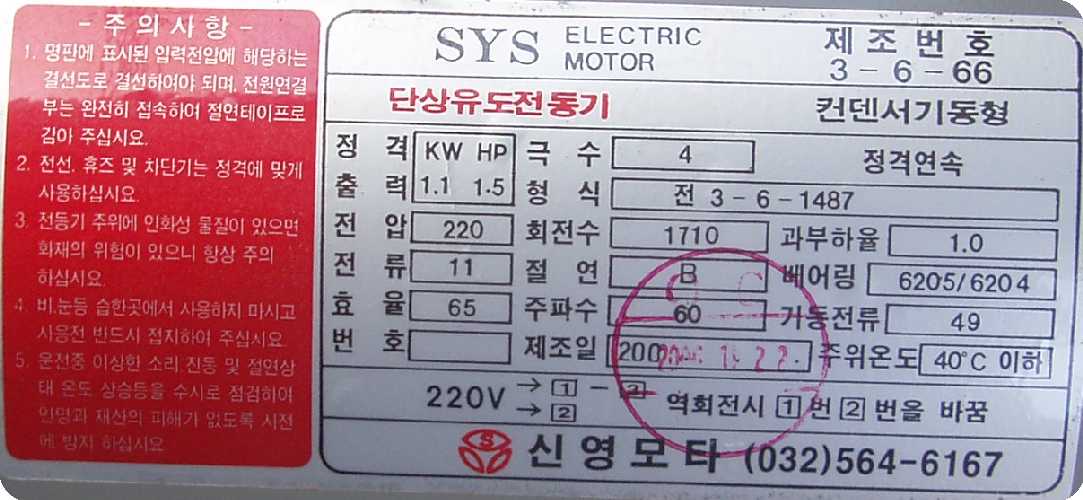 - 주의사항 -
1. 명판에 표시된 입력전압에 해당하는
결선도로 결선하여야 되며, 전원연결
부는 완전히 접속하여 절연테이프로
감아 주십시요.
2. 전선. 휴즈 및 차단기는 정격에 맞게
사용하십시요.
3. 전동기 주위에 인화성 물질이 있으면
화재의 위험이 있으니 항상 주의
하십시요.
4. 비.눈등 습한곳에서 사용하지 마시고
사용전 반드시 접지하여 주십시요.
5. 운전중 이상한 소리 진동 및 절연상
태 온도 상승등을 수시로 점검하여
인명과 재산의 피해가 없도록 사전
에 방지 하십시요
SYS ELECTRIC MOTOR
제조번호
3-6-66
단상유도전동기 컨덴서기동형
정격출력 KW HP 1.1 1.5 극수 4 정격연속
형식 전 3-6-1487
전압 220 회전수 1710 과부하율 1.0
전류 11 절연 B 베어링 6205/6204
효율 65 주파수 60 기동전류 49
번호 제조일 200 주위온도 40°C 이하
220V → 1 - 3
→ 2
역회전시 1 번 2 번을 바꿈
신영모타 (032)564-6167